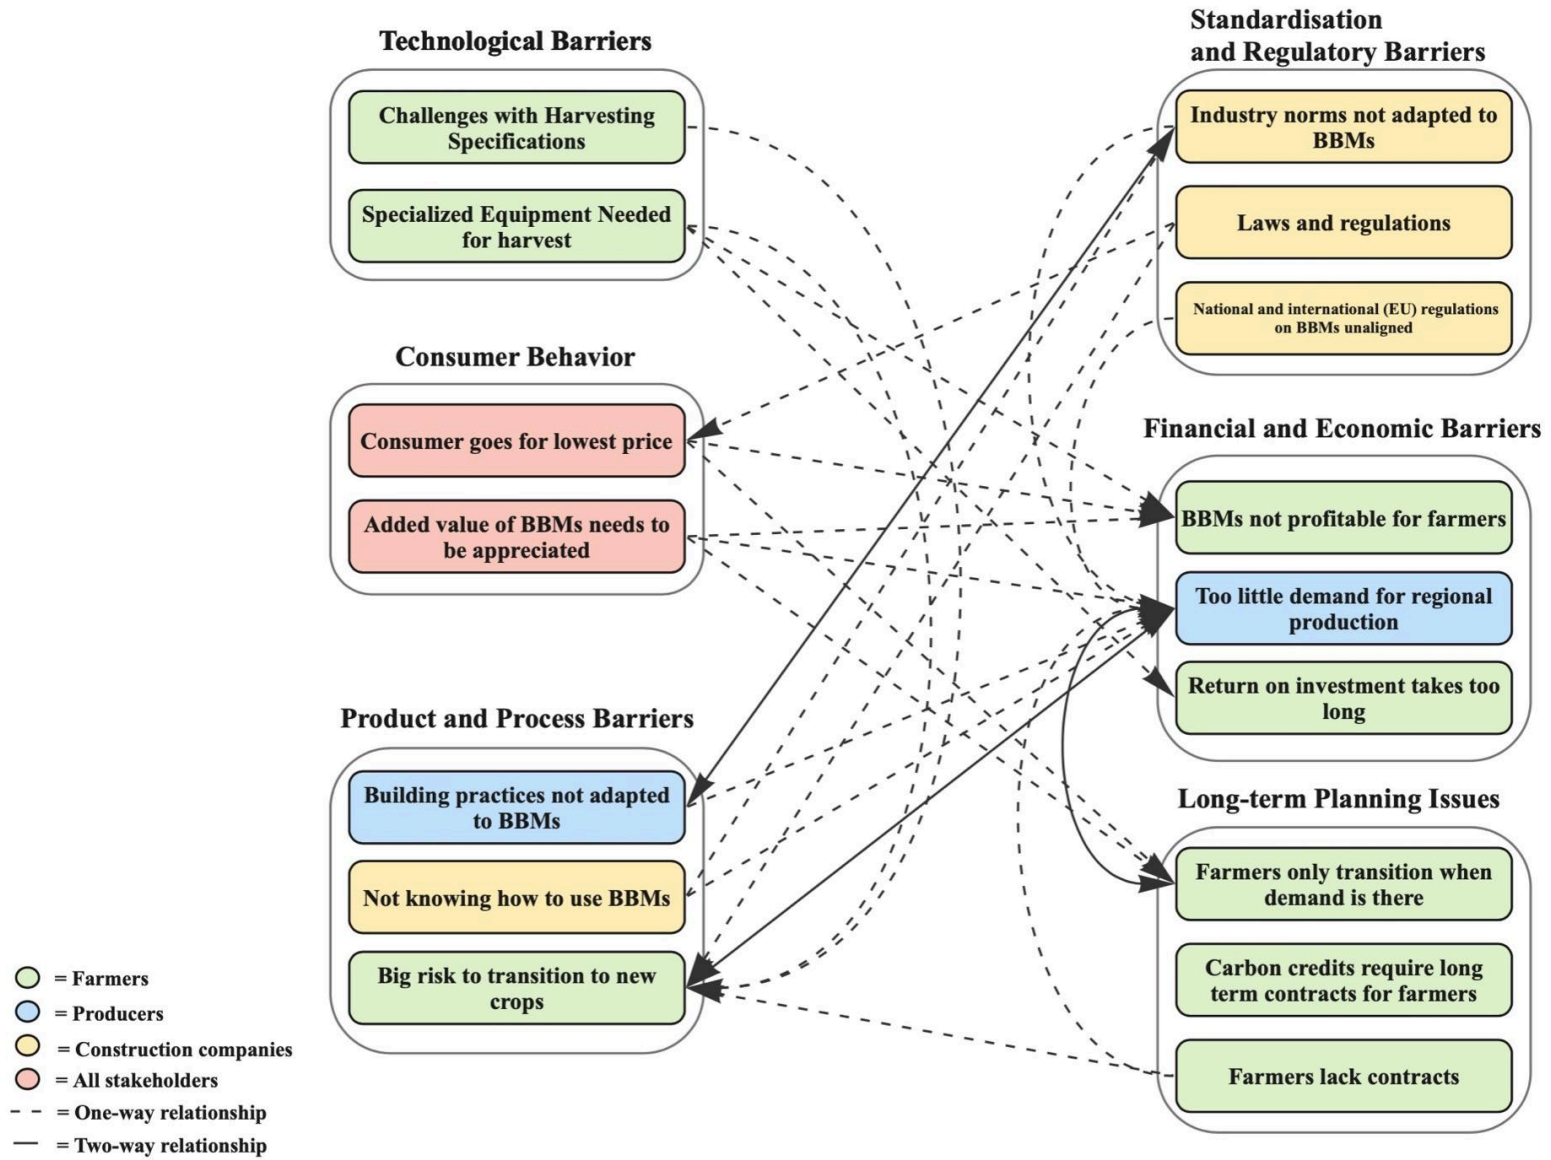 Technological Barriers
Challenges with Harvesting
Specifications
Specialized Equipment Needed
for harvest
Consumer Behavior
Consumer goes for lowest price
Added value of BBMs needs to
be appreciated
Product and Process Barriers
Building practices not adapted
to BBMs
Not knowing how to use BBMs
Big risk to transition to new
crops
Standardisation
and Regulatory Barriers
Industry norms not adapted to
BBMs
Laws and regulations
National and international (EU) regulations
on BBMs unaligned
Financial and Economic Barriers
BBMs not profitable for farmers
Too little demand for regional
production
Return on investment takes too
long
Long-term Planning Issues
Farmers only transition when
demand is there
Carbon credits require long
term contracts for farmers
Farmers lack contracts
= Farmers
= Producers
= Construction companies
= All stakeholders
= One-way relationship
= Two-way relationship